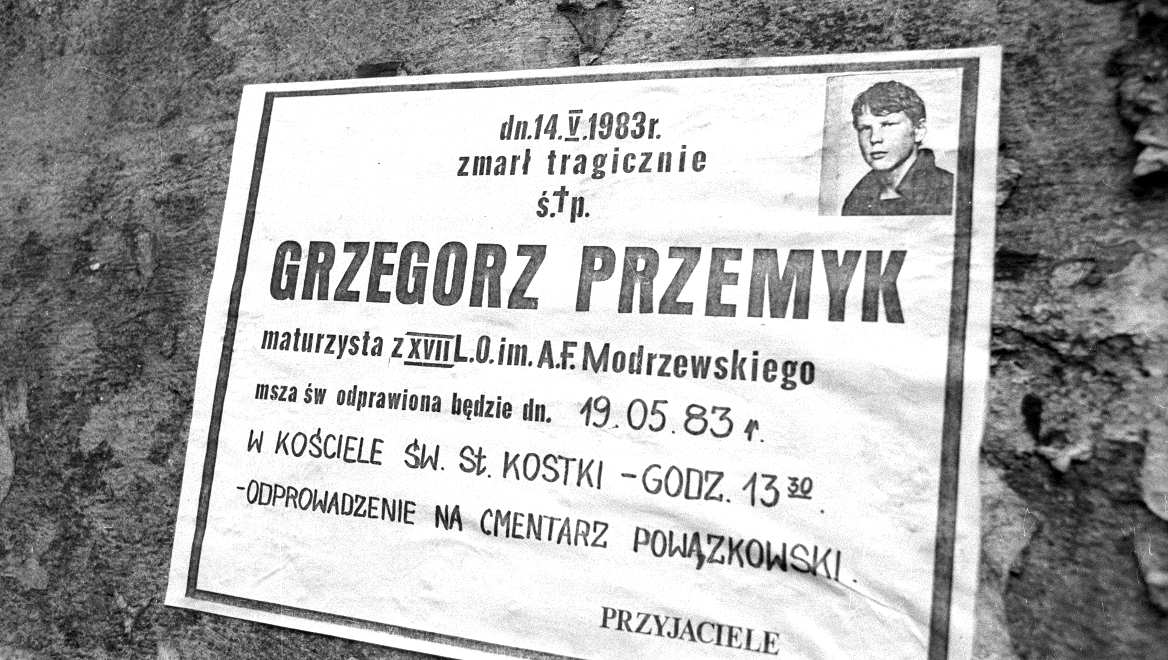 dn.14.V.1983r.
zmarł tragicznie
ś.†p.
GRZEGORZ PRZEMYK
maturzysta z XVII L.O. im. A.F. Modrzewskiego
msza św odprawiona będzie dn. 19.05.83 r.
W KOŚCIELE ŚW. St. KOSTKI - GODZ. 13 30.
- ODPROWADZENIE NA CMENTARZ POWĄZKOWSKI.
PRZYJACIELE